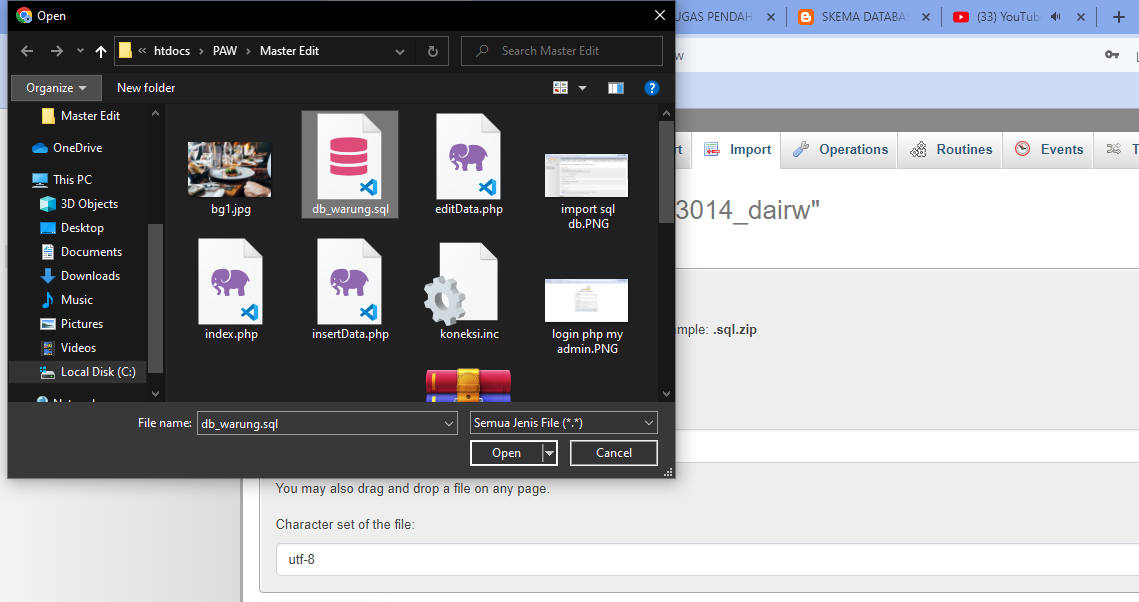 Open
UGAS PENDAH
SKEMA DATABA
(33) YouTub
htdocs
PAW
Master Edit
Search Master Edit
w
Organize
New folder
Master Edit
OneDrive
This PC
3D Objects
Desktop
Documents
Downloads
Music
Pictures
Videos
Local Disk (C:)
bg1.jpg
db_warung.sql
editData.php
import sql
db.PNG
index.php
insertData.php
koneksi.inc
login php my
admin.PNG
File name:
db_warung.sql
Semua Jenis File (*.*)
Open
Cancel
rt
Import
Operations
Routines
Events
T
3014_dairw"
mple: .sql.zip
You may also drag and drop a file on any page.
Character set of the file:
utf-8